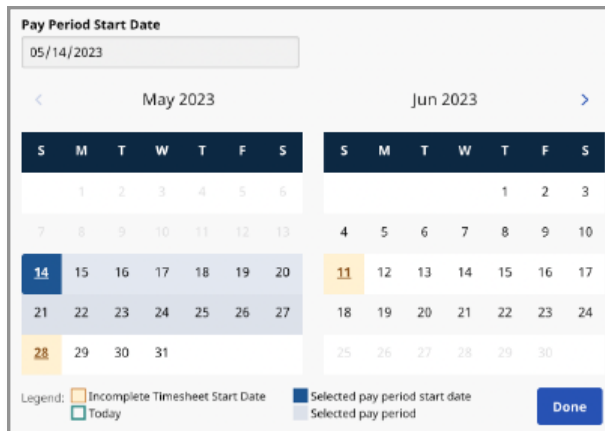 Pay Period Start Date
05/14/2023
May 2023 Jun 2023
S M T W T F S S M T W T F S
1 2 3 4 5 6 1 2 3
7 8 9 10 11 12 13 4 5 6 7 8 9 10
14 15 16 17 18 19 20 11 12 13 14 15 16 17
21 22 23 24 25 26 27 18 19 20 21 22 23 24
28 29 30 31 25 26 27 28 29 30
Legend: Incomplete Timesheet Start Date Selected pay period start date
Today Selected pay period
Done